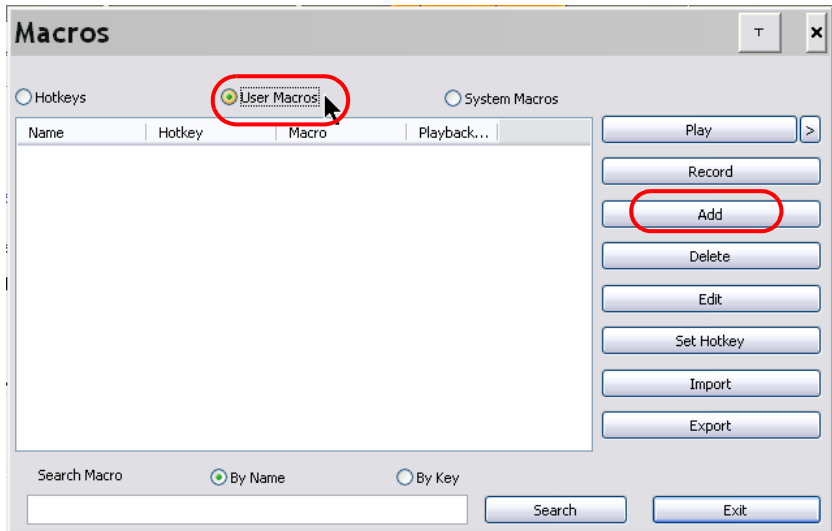 Macros T ×
Hotkeys User Macros System Macros
Name Hotkey Macro Playback... Play >
Record
Add
Delete
Edit
Set Hotkey
Import
Export
Search Macro By Name By Key
Search Exit